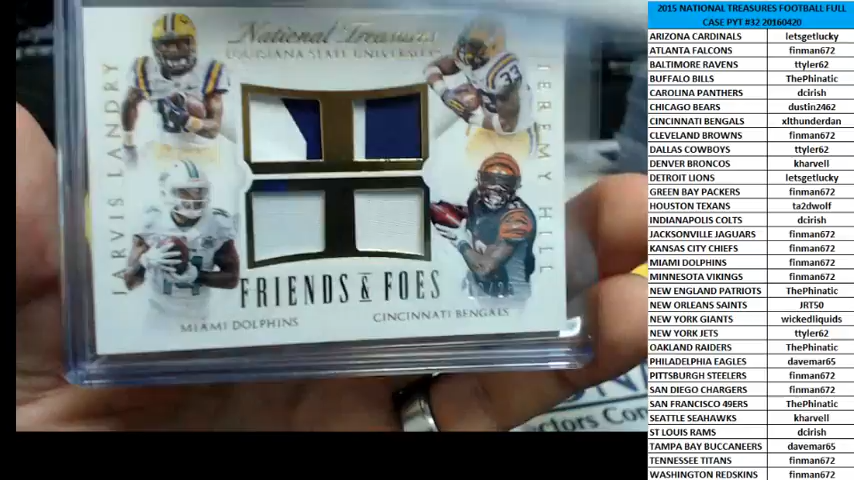 National Treasures
LOUISIANA STATE UNIVERSITY
JARVIS LANDRY
JEREMY HILL
33
14
FRIENDS & FOES
MIAMI DOLPHINS
CINCINNATI BENGALS
2015 NATIONAL TREASURES FOOTBALL FULL
CASE PYT #32 20160420
ARIZONA CARDINALS letsgetlucky
ATLANTA FALCONS finman672
BALTIMORE RAVENS ttyler62
BUFFALO BILLS ThePhinatic
CAROLINA PANTHERS dcirish
CHICAGO BEARS dustin2462
CINCINNATI BENGALS xlthunderdan
CLEVELAND BROWNS finman672
DALLAS COWBOYS ttyler62
DENVER BRONCOS kharvell
DETROIT LIONS letsgetlucky
GREEN BAY PACKERS finman672
HOUSTON TEXANS ta2dwolf
INDIANAPOLIS COLTS dcirish
JACKSONVILLE JAGUARS finman672
KANSAS CITY CHIEFS finman672
MIAMI DOLPHINS finman672
MINNESOTA VIKINGS finman672
NEW ENGLAND PATRIOTS ThePhinatic
NEW ORLEANS SAINTS JRT50
NEW YORK GIANTS wickedliquids
NEW YORK JETS ttyler62
OAKLAND RAIDERS ThePhinatic
PHILADELPHIA EAGLES davemar65
PITTSBURGH STEELERS finman672
SAN DIEGO CHARGERS finman672
SAN FRANCISCO 49ERS ThePhinatic
SEATTLE SEAHAWKS kharvell
ST LOUIS RAMS dcirish
TAMPA BAY BUCCANEERS davemar65
TENNESSEE TITANS finman672
WASHINGTON REDSKINS finman672